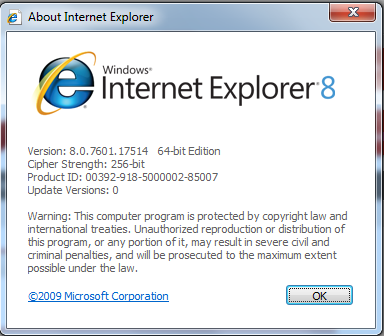 About Internet Explorer
Windows®
Internet Explorer 8
Version: 8.0.7601.17514 64-bit Edition
Cipher Strength: 256-bit
Product ID: 00392-918-5000002-85007
Update Versions: 0
Warning: This computer program is protected by copyright law and
international treaties. Unauthorized reproduction or distribution of
this program, or any portion of it, may result in severe civil and
criminal penalties, and will be prosecuted to the maximum extent
possible under the law.
©2009 Microsoft Corporation
OK